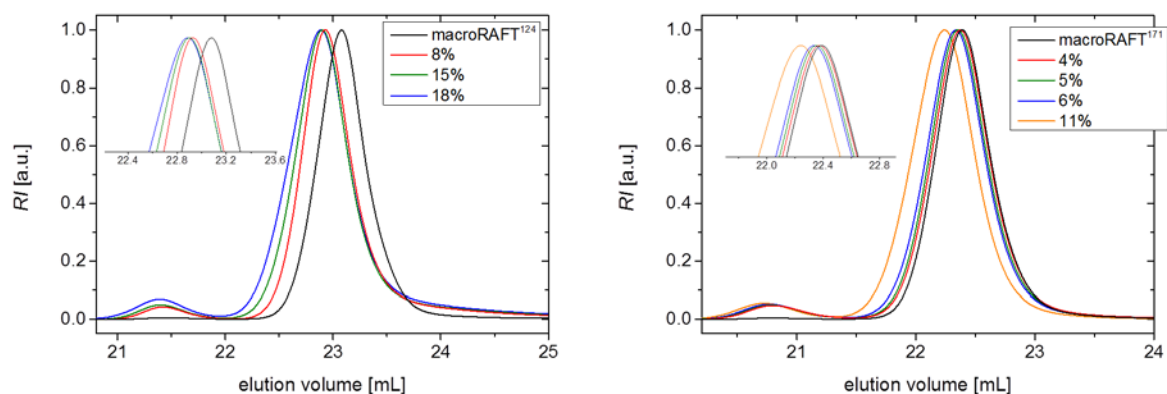 1.0
0.8
0.6
0.4
0.2
0.0
RI [a.u.]
macroRAFT¹²⁴
8%
15%
18%
22.4 22.8 23.2 23.6
21 22 23 24 25
elution volume [mL]
1.0
0.8
0.6
0.4
0.2
0.0
RI [a.u.]
macroRAFT¹⁷¹
4%
5%
6%
11%
22.0 22.4 22.8
21 22 23 24
elution volume [mL]